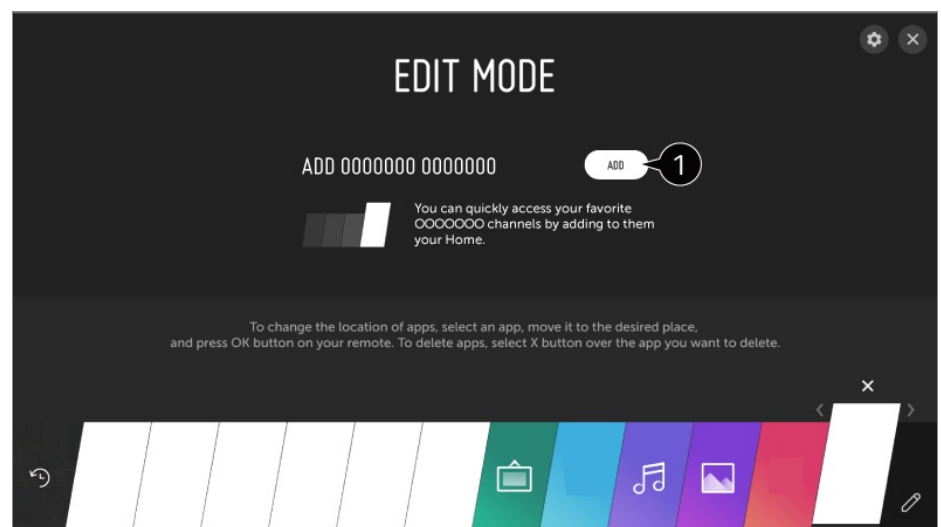 EDIT MODE
ADD OOOOOOO OOOOOOO
ADD
1
You can quickly access your favorite
OOOOOOO channels by adding to them
your Home.
To change the location of apps, select an app, move it to the desired place,
and press OK button on your remote. To delete apps, select X button over the app you want to delete.